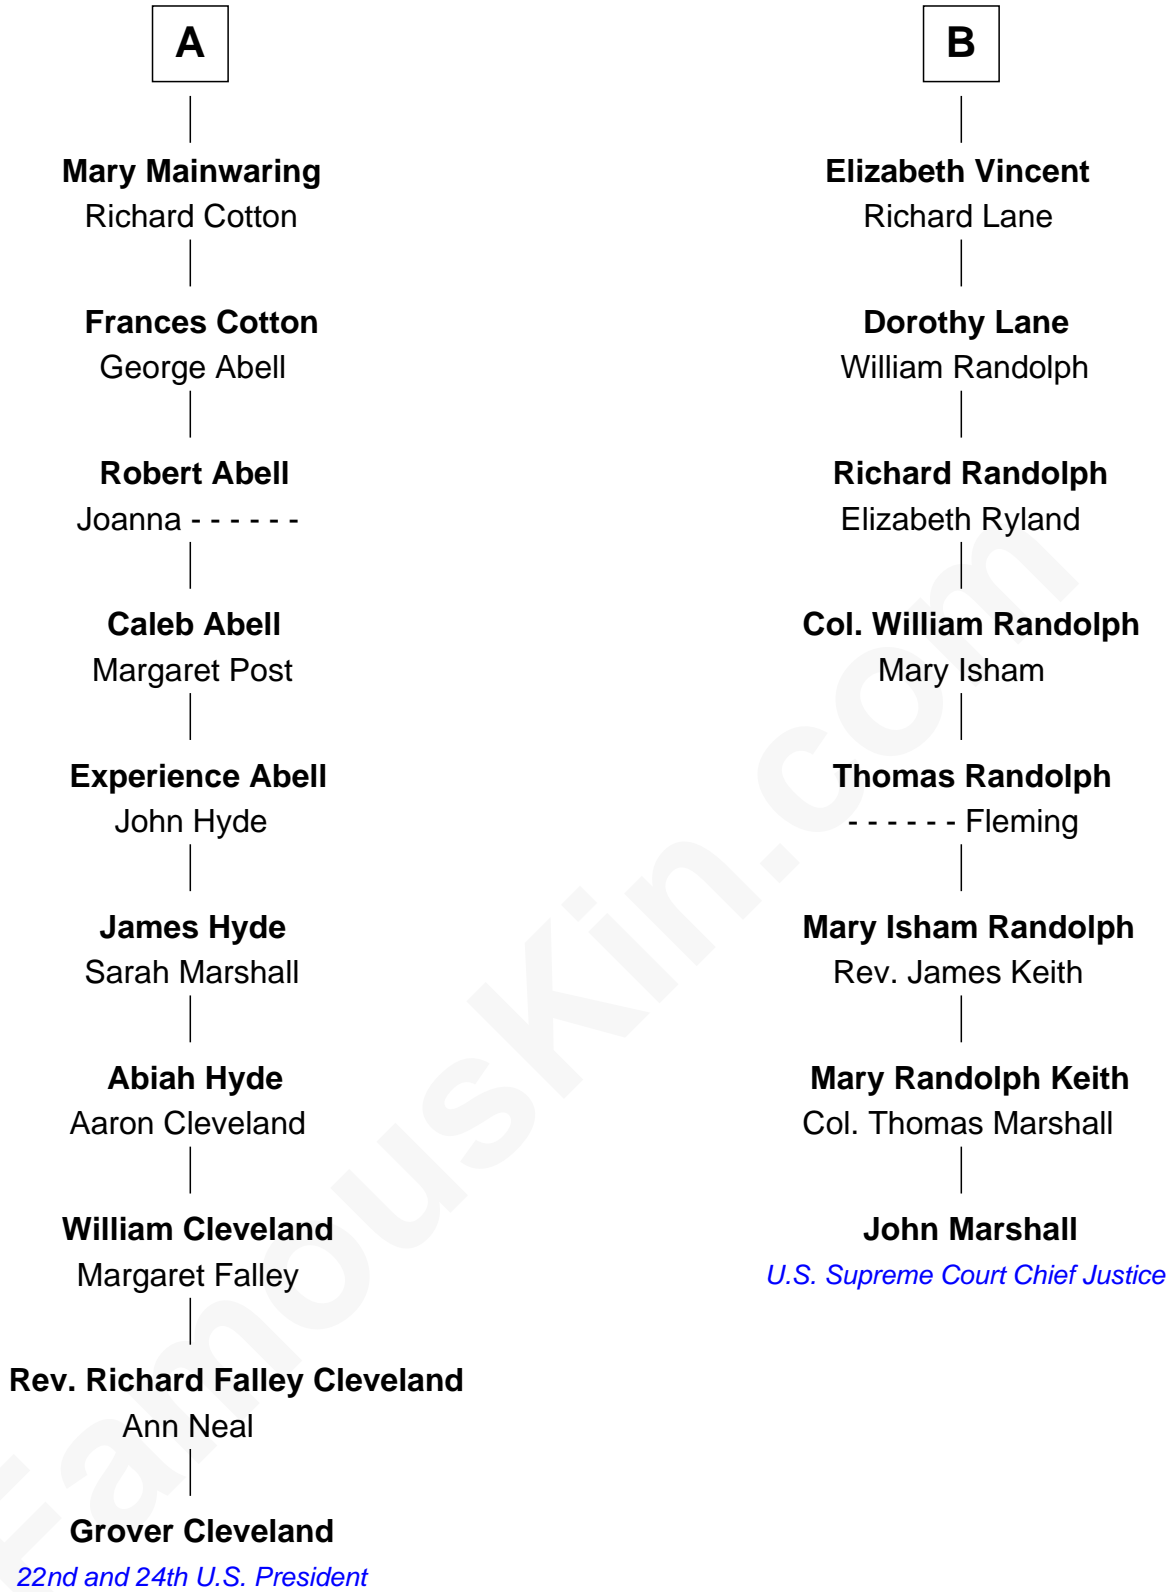 A
Mary Mainwaring
Richard Cotton
Frances Cotton
George Abell
Robert Abell
Joanna - - - - - -
Caleb Abell
Margaret Post
Experience Abell
John Hyde
James Hyde
Sarah Marshall
Abiah Hyde
Aaron Cleveland
William Cleveland
Margaret Falley
Rev. Richard Falley Cleveland
Ann Neal
Grover Cleveland
22nd and 24th U.S. President
B
Elizabeth Vincent
Richard Lane
Dorothy Lane
William Randolph
Richard Randolph
Elizabeth Ryland
Col. William Randolph
Mary Isham
Thomas Randolph
- - - - - - Fleming
Mary Isham Randolph
Rev. James Keith
Mary Randolph Keith
Col. Thomas Marshall
John Marshall
U.S. Supreme Court Chief Justice
FamousKin.com